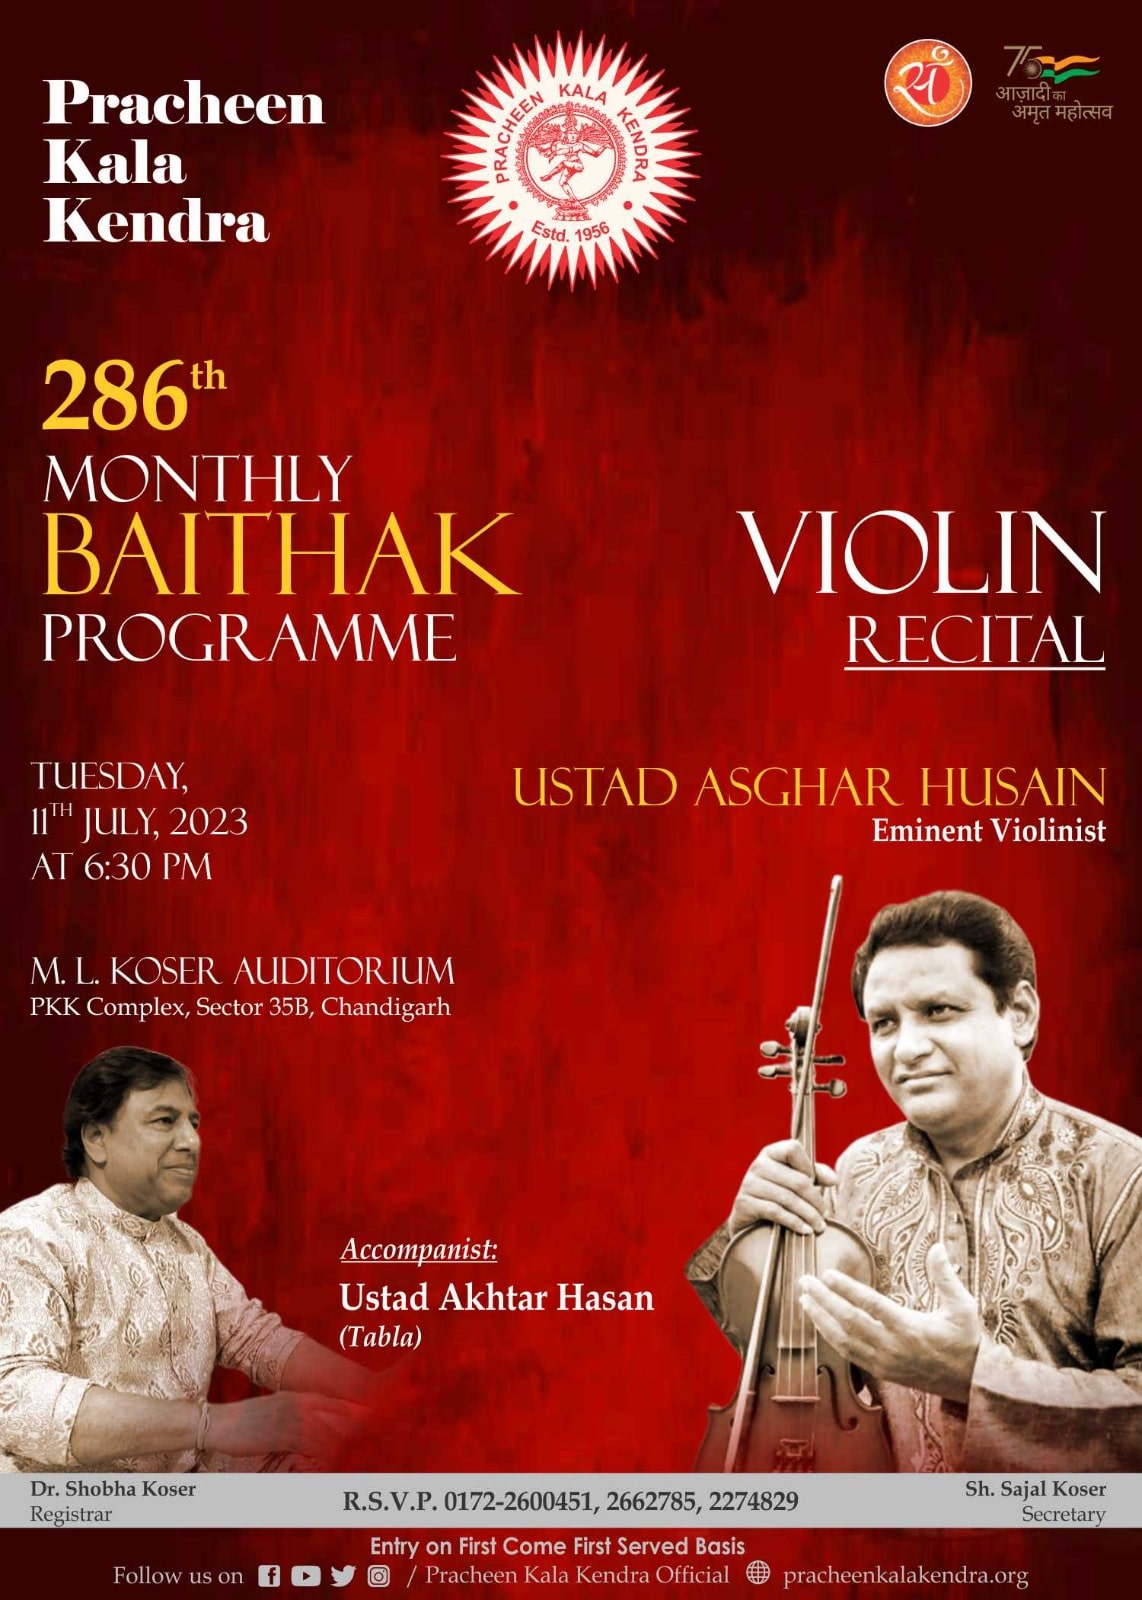 Pracheen
Kala
Kendra
PRACHEEN KALA KENDRA
Estd. 1956
75
आज़ादी का
अमृत महोत्सव
286th
MONTHLY
BAITHAK
PROGRAMME
VIOLIN
RECITAL
TUESDAY,
11TH JULY, 2023
AT 6:30 PM
USTAD ASGHAR HUSAIN
Eminent Violinist
M. L. KOSER AUDITORIUM
PKK Complex, Sector 35B, Chandigarh
Accompanist:
Ustad Akhtar Hasan
(Tabla)
Dr. Shobha Koser
Registrar
R.S.V.P. 0172-2600451, 2662785, 2274829
Sh. Sajal Koser
Secretary
Entry on First Come First Served Basis
Follow us on / Pracheen Kala Kendra Official pracheenkalakendra.org